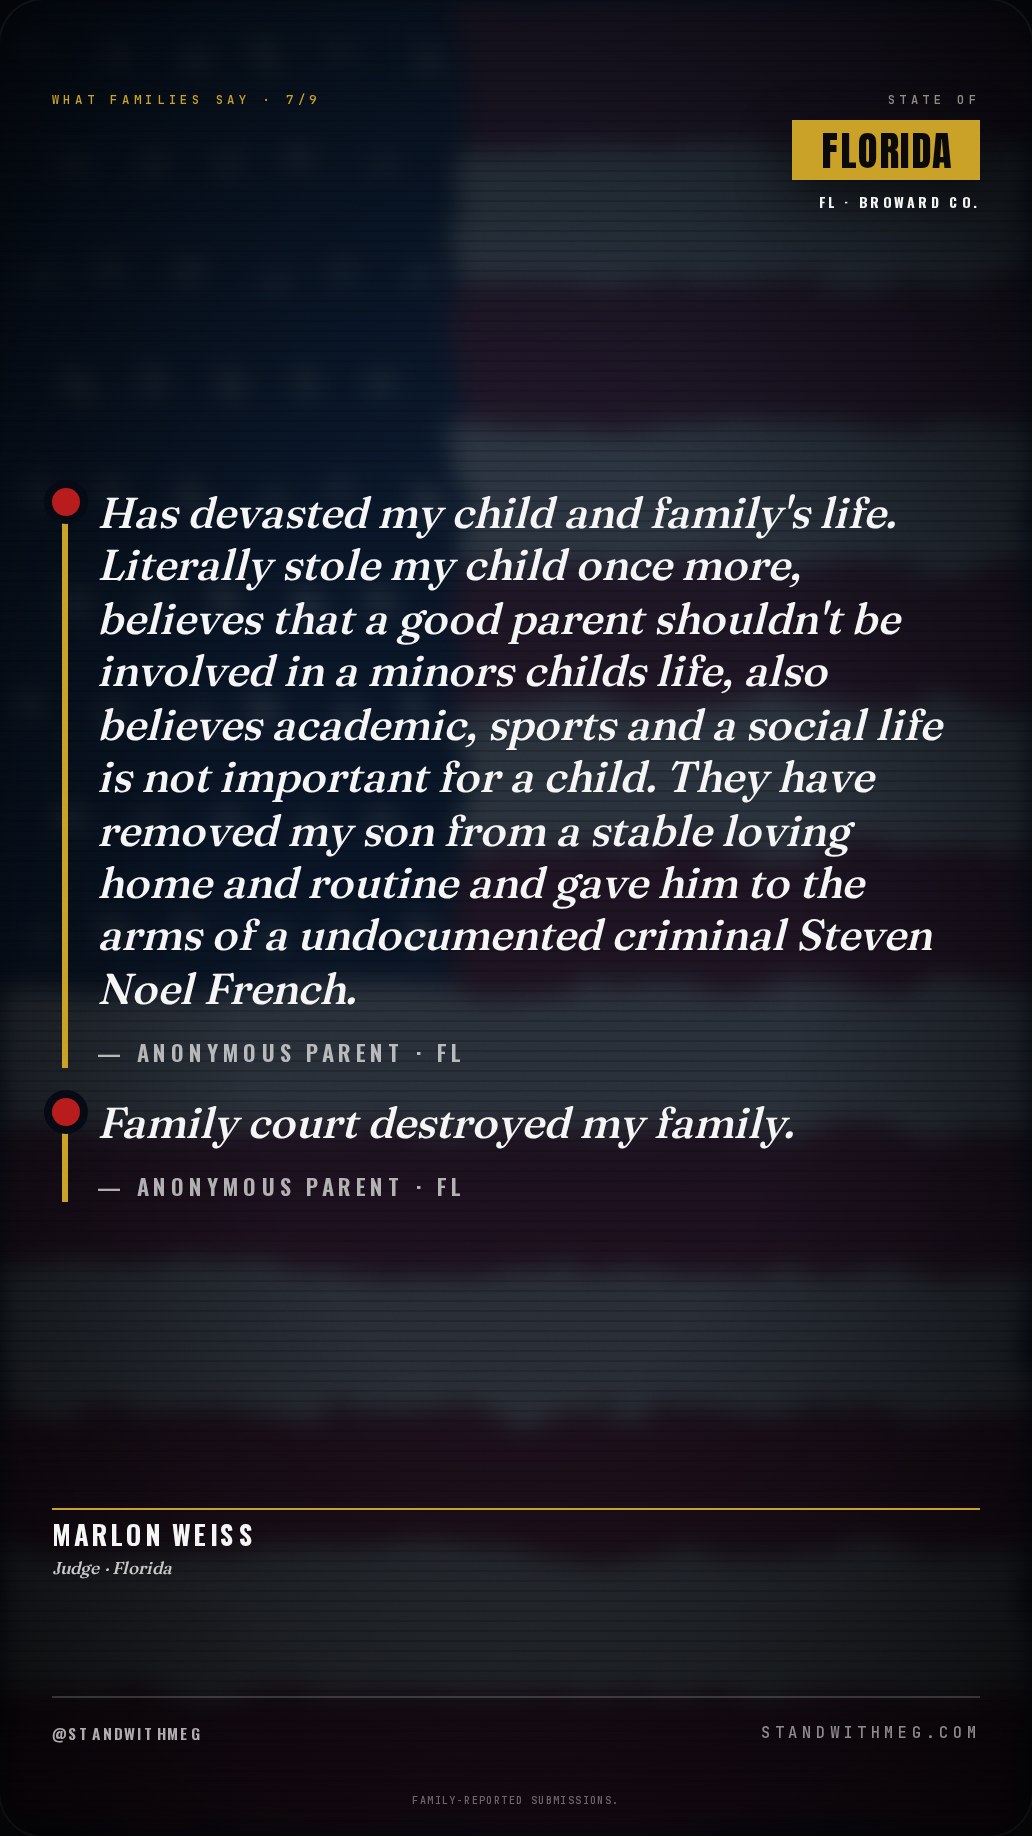 WHAT FAMILIES SAY · 7/9
STATE OF
FLORIDA
FL · BROWARD CO.
Has devasted my child and family's life.
Literally stole my child once more,
believes that a good parent shouldn't be
involved in a minors childs life, also
believes academic, sports and a social life
is not important for a child. They have
removed my son from a stable loving
home and routine and gave him to the
arms of a undocumented criminal Steven
Noel French.
— ANONYMOUS PARENT · FL
Family court destroyed my family.
— ANONYMOUS PARENT · FL
MARLON WEISS
Judge · Florida
@STANDWITHMEG
STANDWITHMEG.COM
FAMILY-REPORTED SUBMISSIONS.